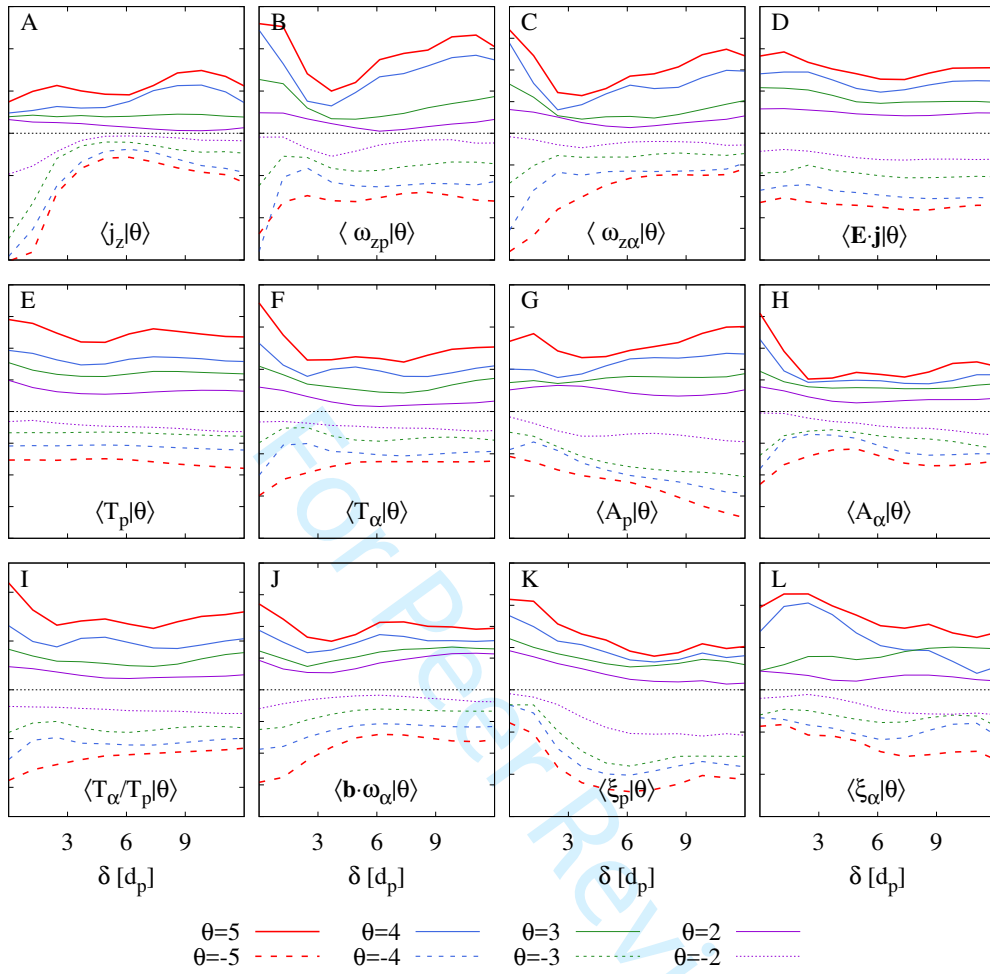 A B C D
⟨j_z|θ⟩ ⟨ ω_zp|θ⟩ ⟨ ω_zα|θ⟩ ⟨E·j|θ⟩
E F G H
⟨T_p|θ⟩ ⟨T_α|θ⟩ ⟨A_p|θ⟩ ⟨A_α|θ⟩
I J K L
⟨T_α/T_p|θ⟩ ⟨b·ω_α|θ⟩ ⟨ξ_p|θ⟩ ⟨ξ_α|θ⟩
3 6 9 3 6 9 3 6 9 3 6 9
δ [d_p] δ [d_p] δ [d_p] δ [d_p]
θ=5 θ=4 θ=3 θ=2
θ=-5 θ=-4 θ=-3 θ=-2
For Peer Revi